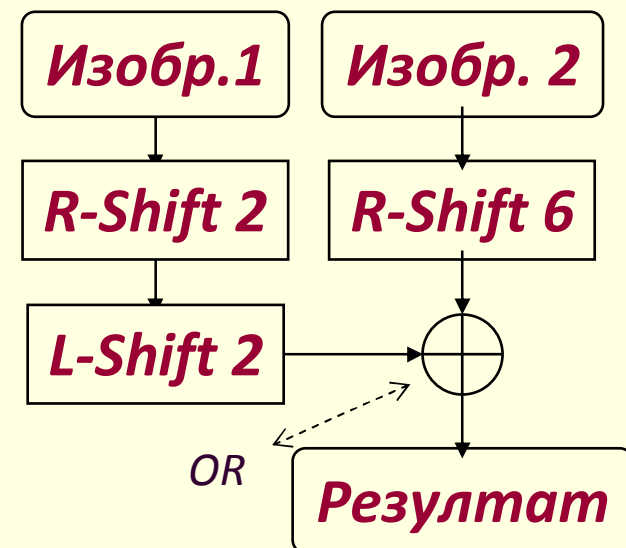 Изобр.1
Изобр. 2
R-Shift 2
R-Shift 6
L-Shift 2
OR
Резултат